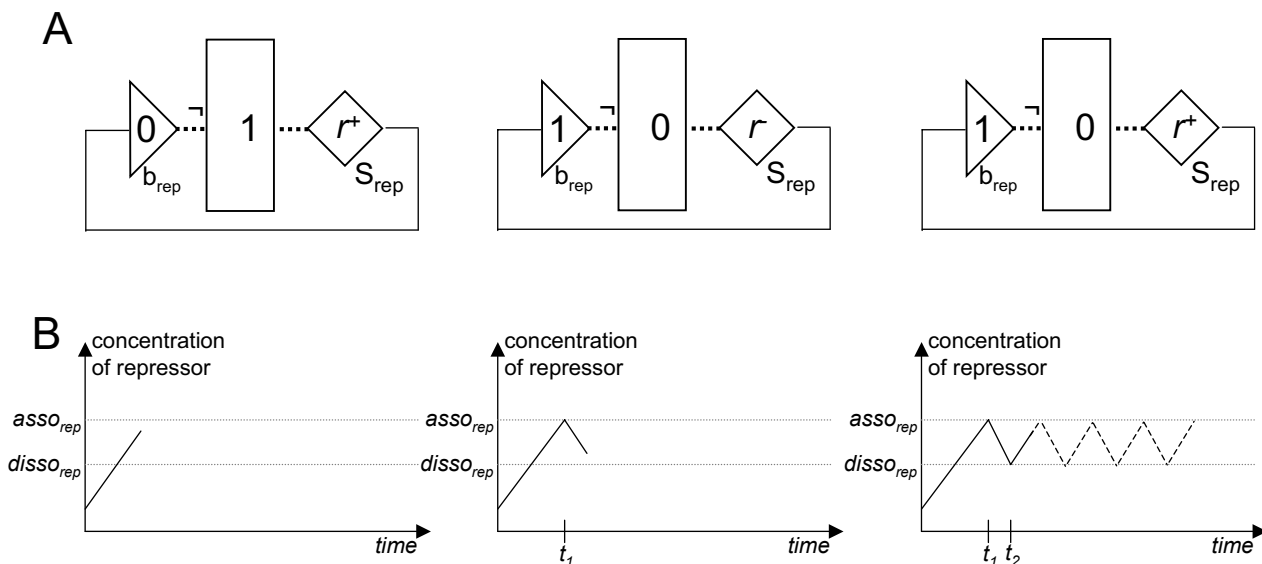 A
0 ¬ 1 r⁺
b_rep S_rep
1 ¬ 0 r⁻
b_rep S_rep
1 ¬ 0 r⁺
b_rep S_rep
B
concentration
of repressor
asso_rep
disso_rep
time
concentration
of repressor
asso_rep
disso_rep
t₁
time
concentration
of repressor
asso_rep
disso_rep
t₁ t₂
time